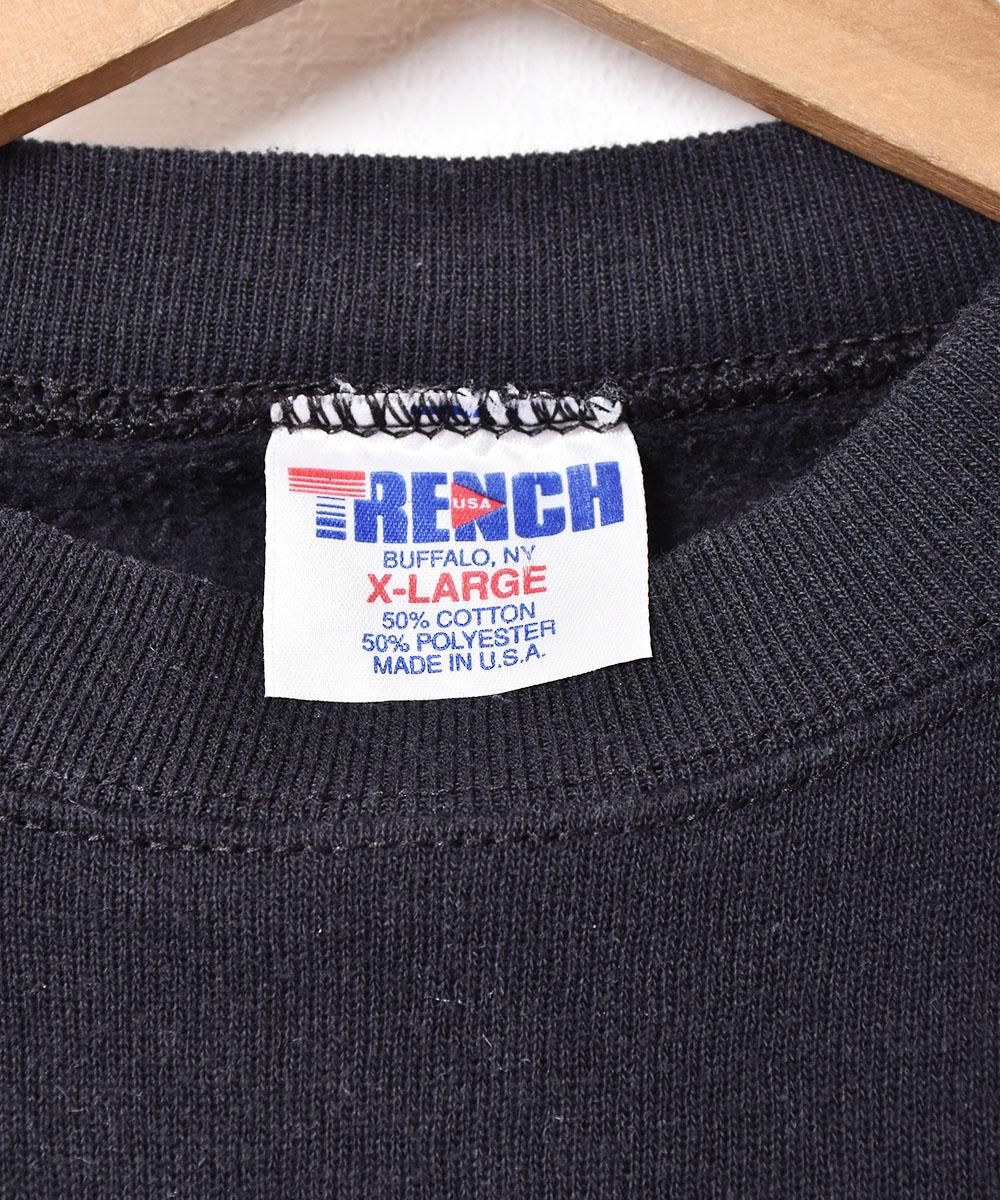 TRENCH
USA
BUFFALO, NY
X-LARGE
50% COTTON
50% POLYESTER
MADE IN U.S.A.